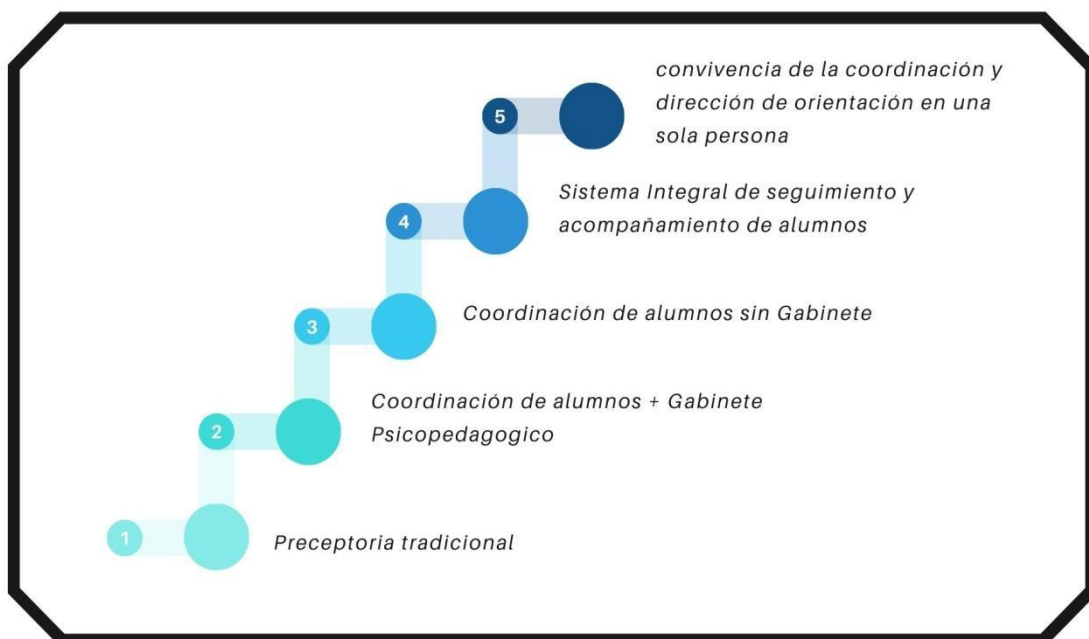 5
convivencia de la coordinación y
dirección de orientación en una
sola persona
4
Sistema Integral de seguimiento y
acompañamiento de alumnos
3
Coordinación de alumnos sin Gabinete
2
Coordinación de alumnos + Gabinete
Psicopedagogico
1
Preceptoria tradicional